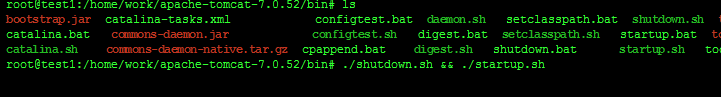 root@test1:/home/work/apache-tomcat-7.0.52/bin# ls
bootstrap.jar catalina-tasks.xml configtest.bat daemon.sh setclasspath.bat shutdown.sh
catalina.bat commons-daemon.jar configtest.sh digest.bat setclasspath.sh startup.bat
catalina.sh commons-daemon-native.tar.gz cpappend.bat digest.sh shutdown.bat startup.sh
root@test1:/home/work/apache-tomcat-7.0.52/bin# ./shutdown.sh && ./startup.sh